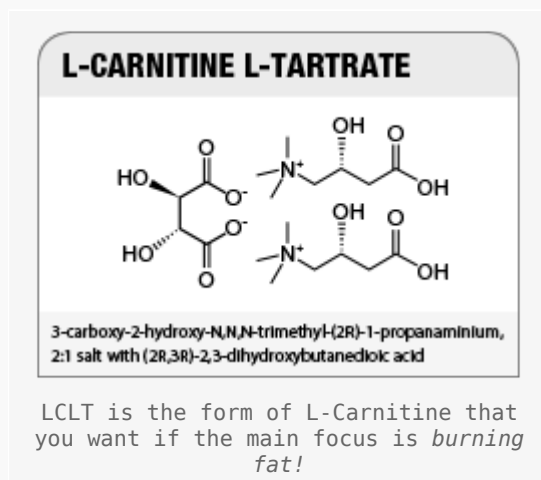 L-CARNITINE L-TARTRATE
OH
O
O
HO
N+
OH
O-
OH
O
O-
HO
N+
OH
O
3-carboxy-2-hydroxy-N,N,N-trimethyl-(2R)-1-propanaminium,
2:1 salt with (2R,3R)-2,3-dihydroxybutanedioic acid
LCLT is the form of L-Carnitine that
you want if the main focus is burning
fat!